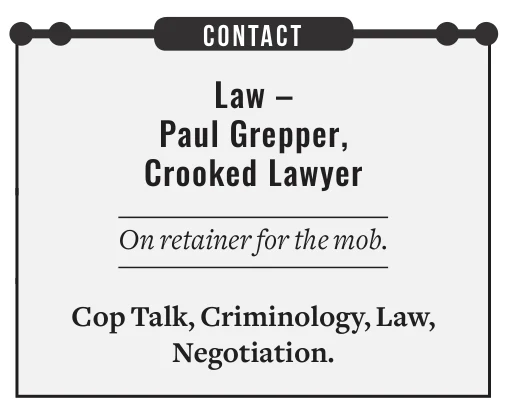 CONTACT
Law –
Paul Grepper,
Crooked Lawyer
On retainer for the mob.
Cop Talk, Criminology, Law,
Negotiation.